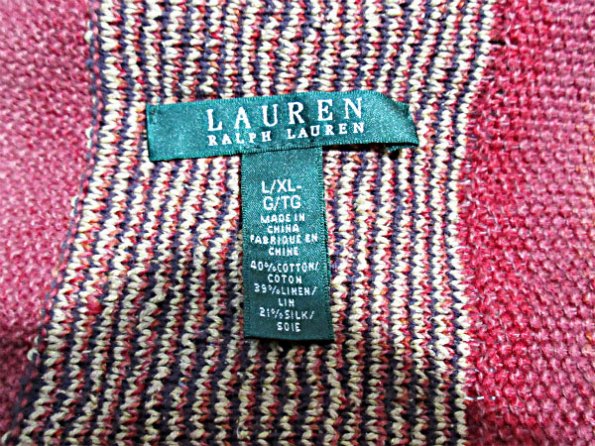 LAUREN
RALPH LAUREN
L/XL-
G/TG
MADE IN
CHINA
FABRIQUE EN
CHINE
40%COTTON/
COTON
39%LINEN/
LIN
21%SILK/
SOIE